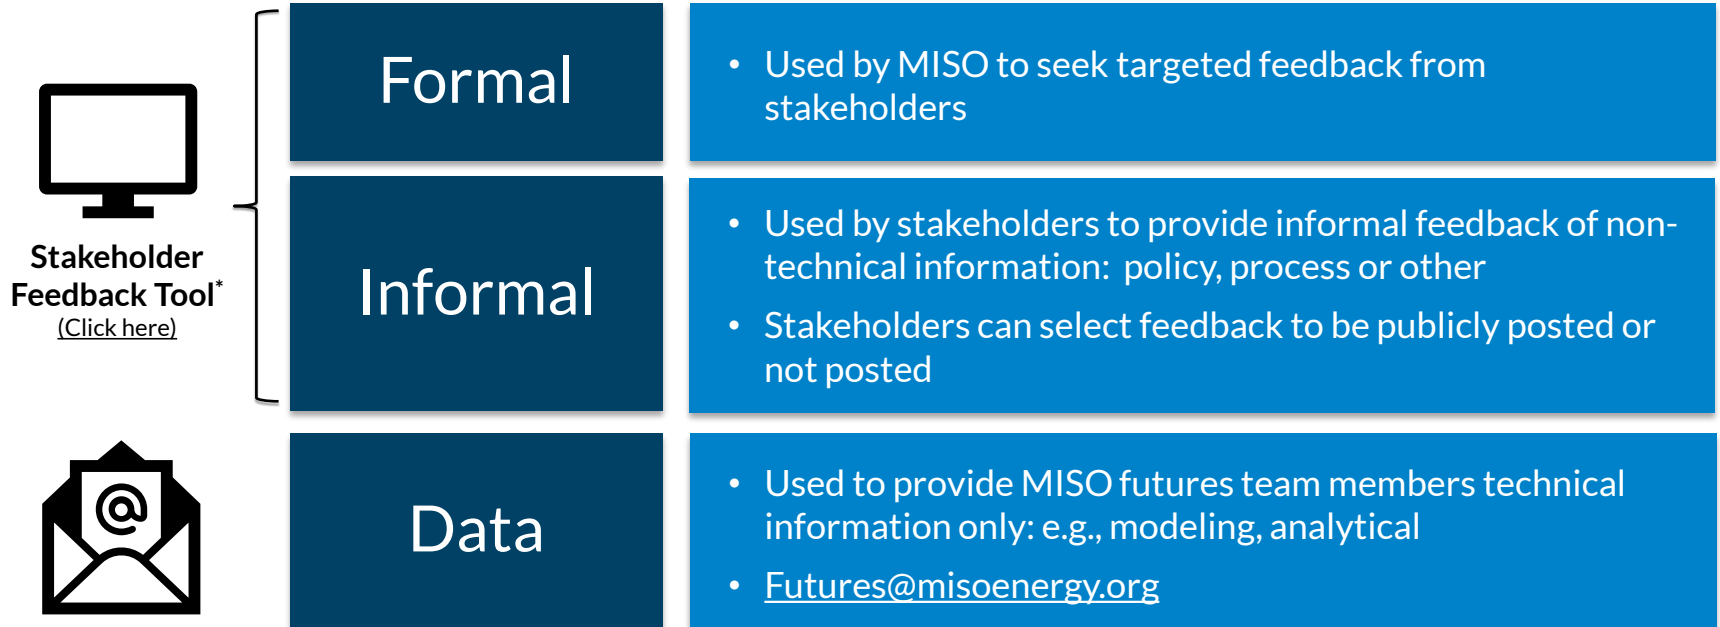 Stakeholder
Feedback Tool*
(Click here)
Formal
• Used by MISO to seek targeted feedback from
stakeholders
Informal
• Used by stakeholders to provide informal feedback of non-
technical information:  policy, process or other
• Stakeholders can select feedback to be publicly posted or
not posted
@
Data
• Used to provide MISO futures team members technical
information only: e.g., modeling, analytical
• Futures@misoenergy.org